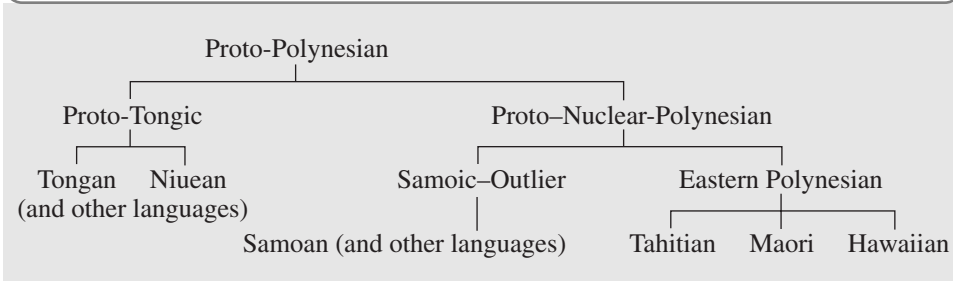 Proto-Polynesian
Proto-Tongic Proto–Nuclear-Polynesian
Tongan Niuean Samoic–Outlier Eastern Polynesian
(and other languages)
Samoan (and other languages) Tahitian Maori Hawaiian